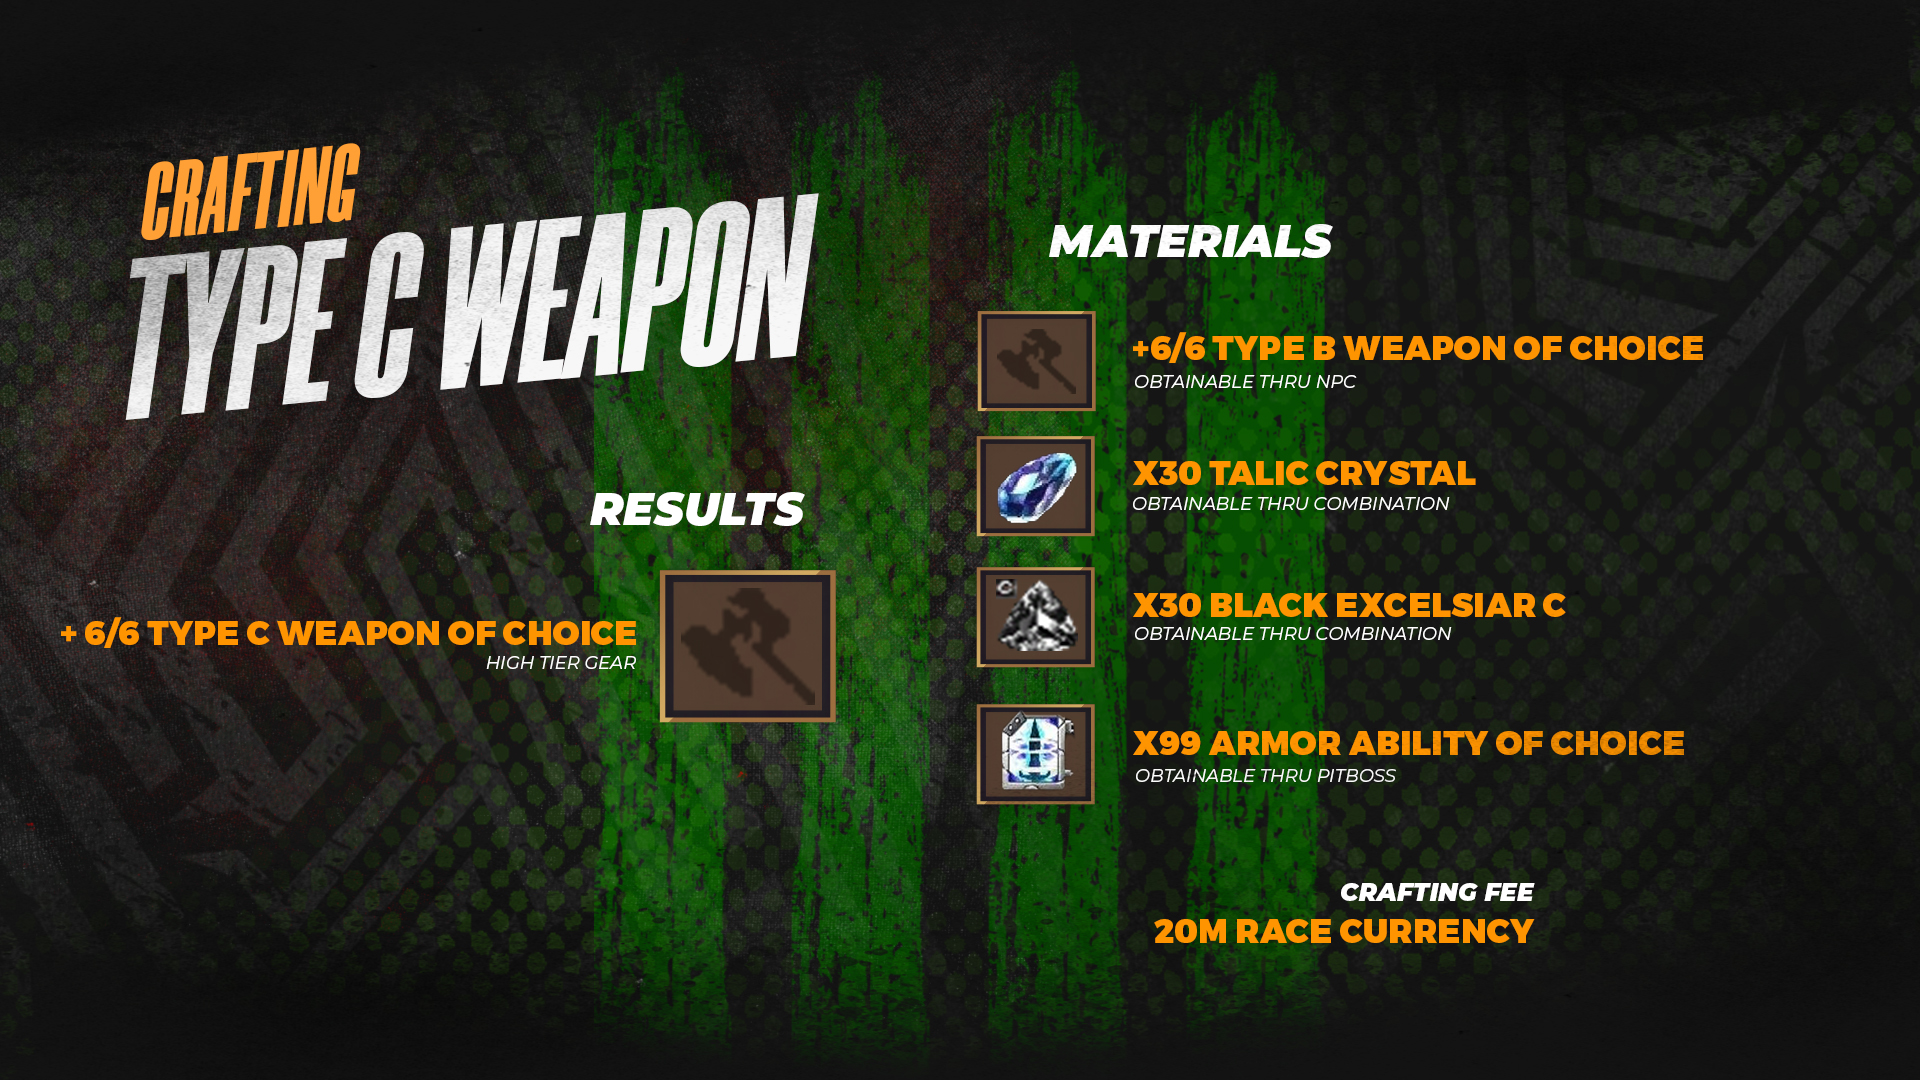 CRAFTING
TYPE C WEAPON
RESULTS
+ 6/6 TYPE C WEAPON OF CHOICE
HIGH TIER GEAR
MATERIALS
+6/6 TYPE B WEAPON OF CHOICE
OBTAINABLE THRU NPC
X30 TALIC CRYSTAL
OBTAINABLE THRU COMBINATION
C
X30 BLACK EXCELSIAR C
OBTAINABLE THRU COMBINATION
X99 ARMOR ABILITY OF CHOICE
OBTAINABLE THRU PITBOSS
CRAFTING FEE
20M RACE CURRENCY